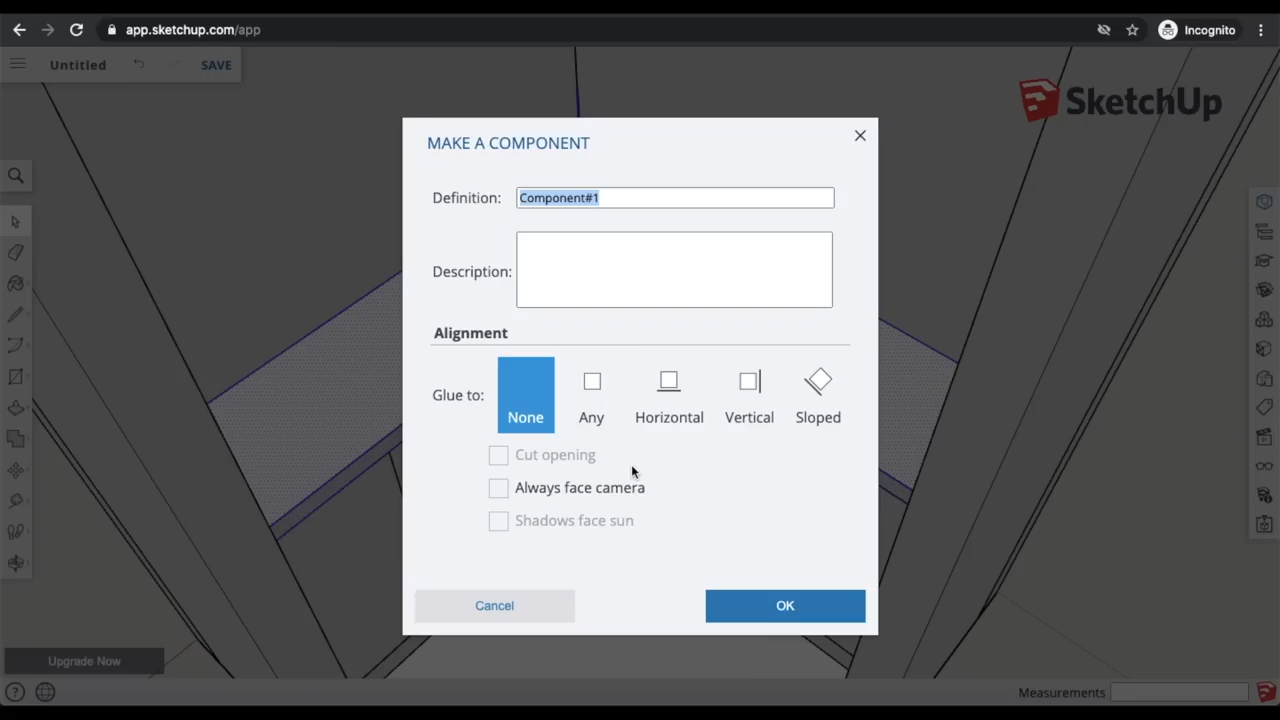 app.sketchup.com/app
Incognito
Untitled
SAVE
SketchUp
MAKE A COMPONENT
Definition:
Component#1
Description:
Alignment
Glue to:
None
Any
Horizontal
Vertical
Sloped
Cut opening
Always face camera
Shadows face sun
Cancel
OK
Upgrade Now
Measurements